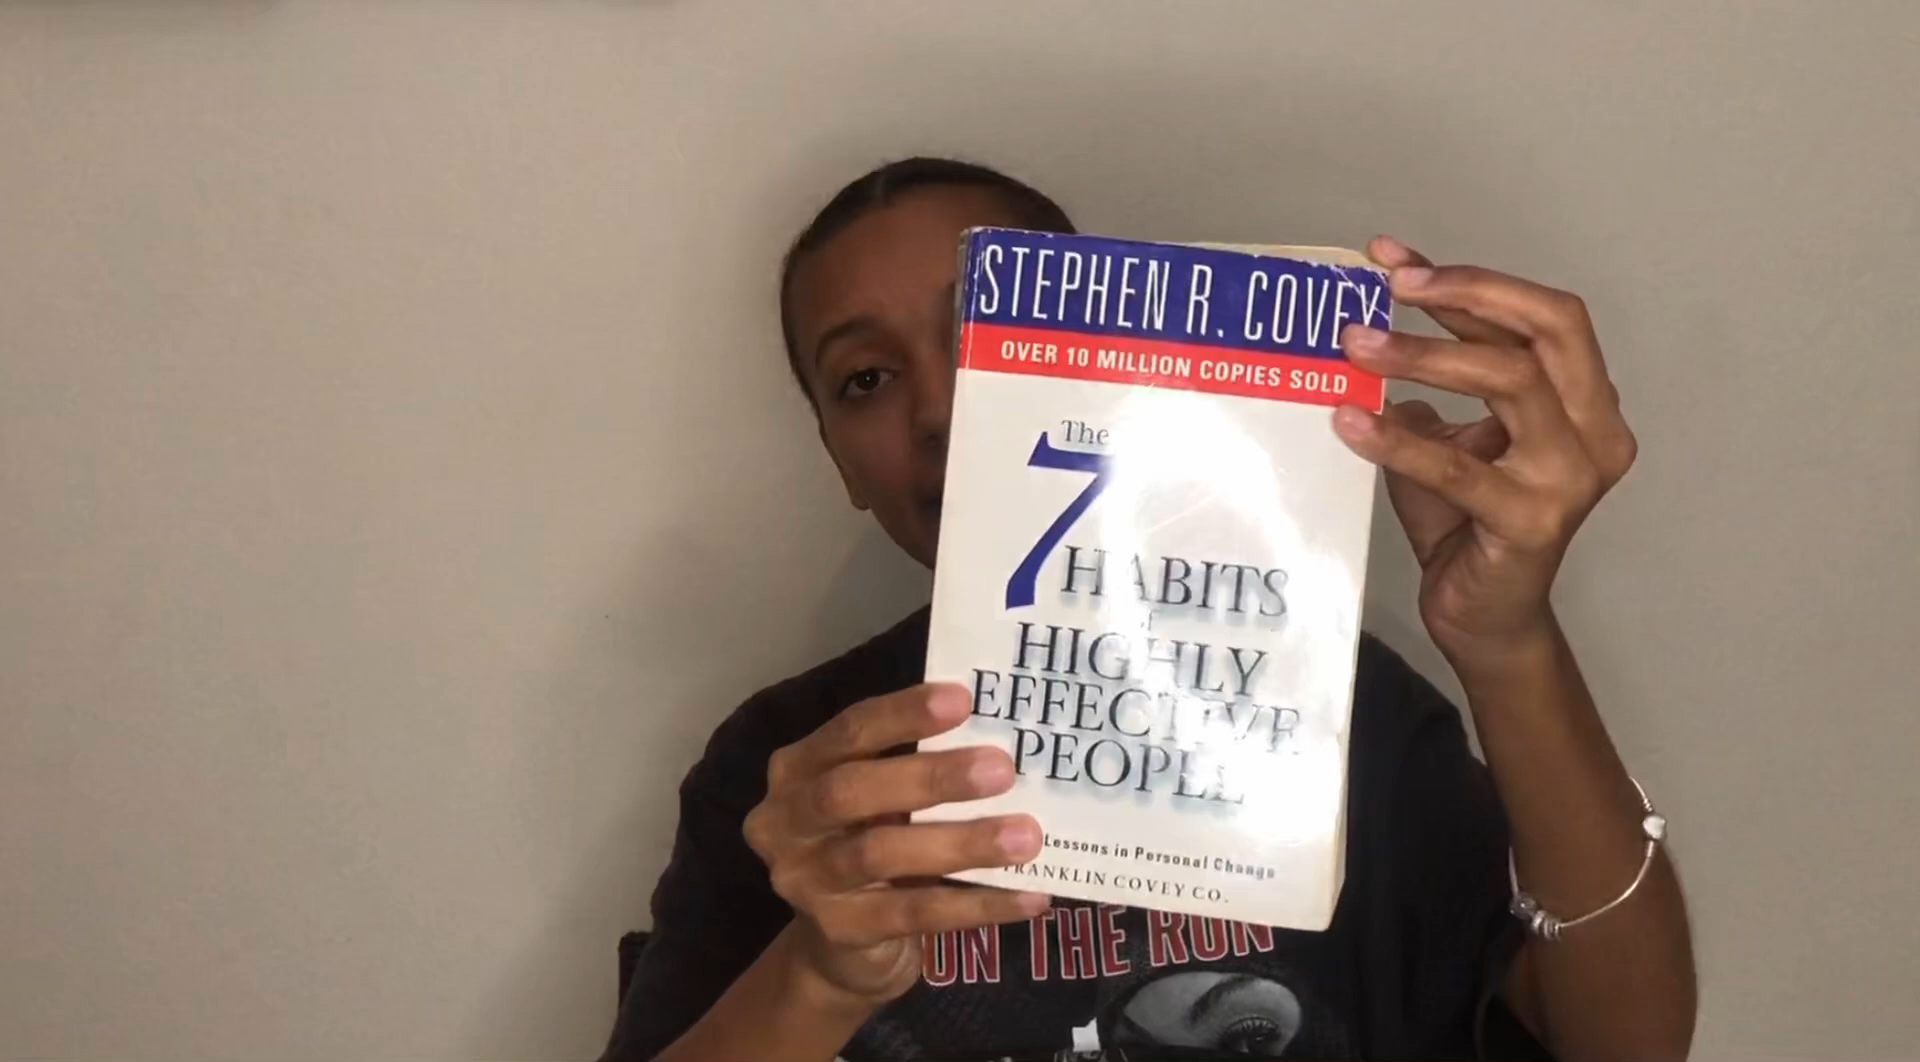 STEPHEN R. COVEY
OVER 10 MILLION COPIES SOLD
The
7 HABITS
HIGHLY
EFFECTIVE
PEOPLE
Lessons in Personal Change
FRANKLIN COVEY CO.
ON THE RUN